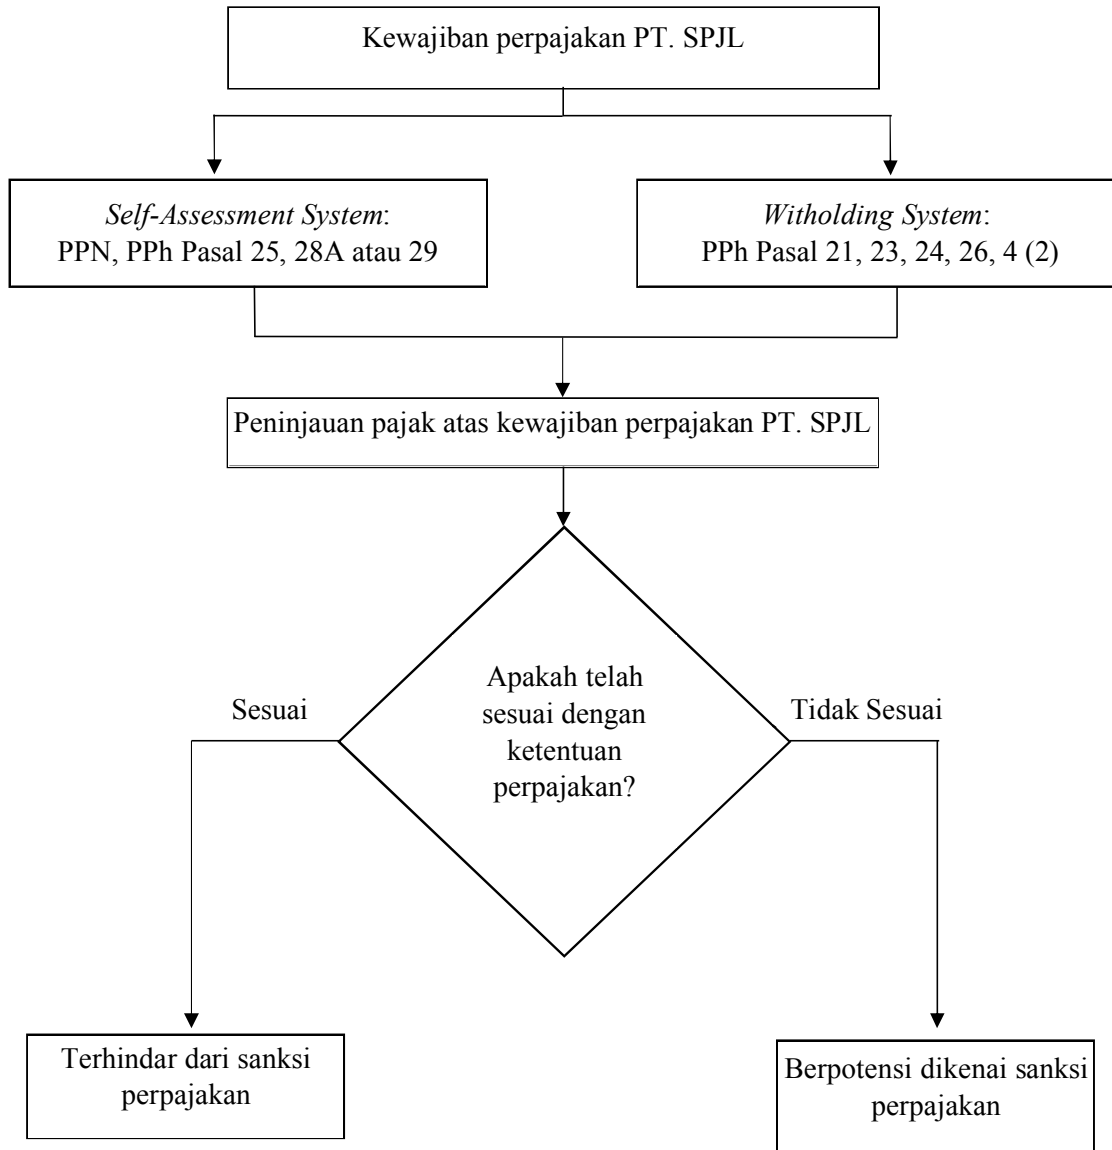 Kewajiban perpajakan PT. SPJL
Self-Assessment System:
PPN, PPh Pasal 25, 28A atau 29
Witholding System:
PPh Pasal 21, 23, 24, 26, 4 (2)
Peninjauan pajak atas kewajiban perpajakan PT. SPJL
Apakah telah
sesuai dengan
ketentuan
perpajakan?
Sesuai
Tidak Sesuai
Terhindar dari sanksi
perpajakan
Berpotensi dikenai sanksi
perpajakan